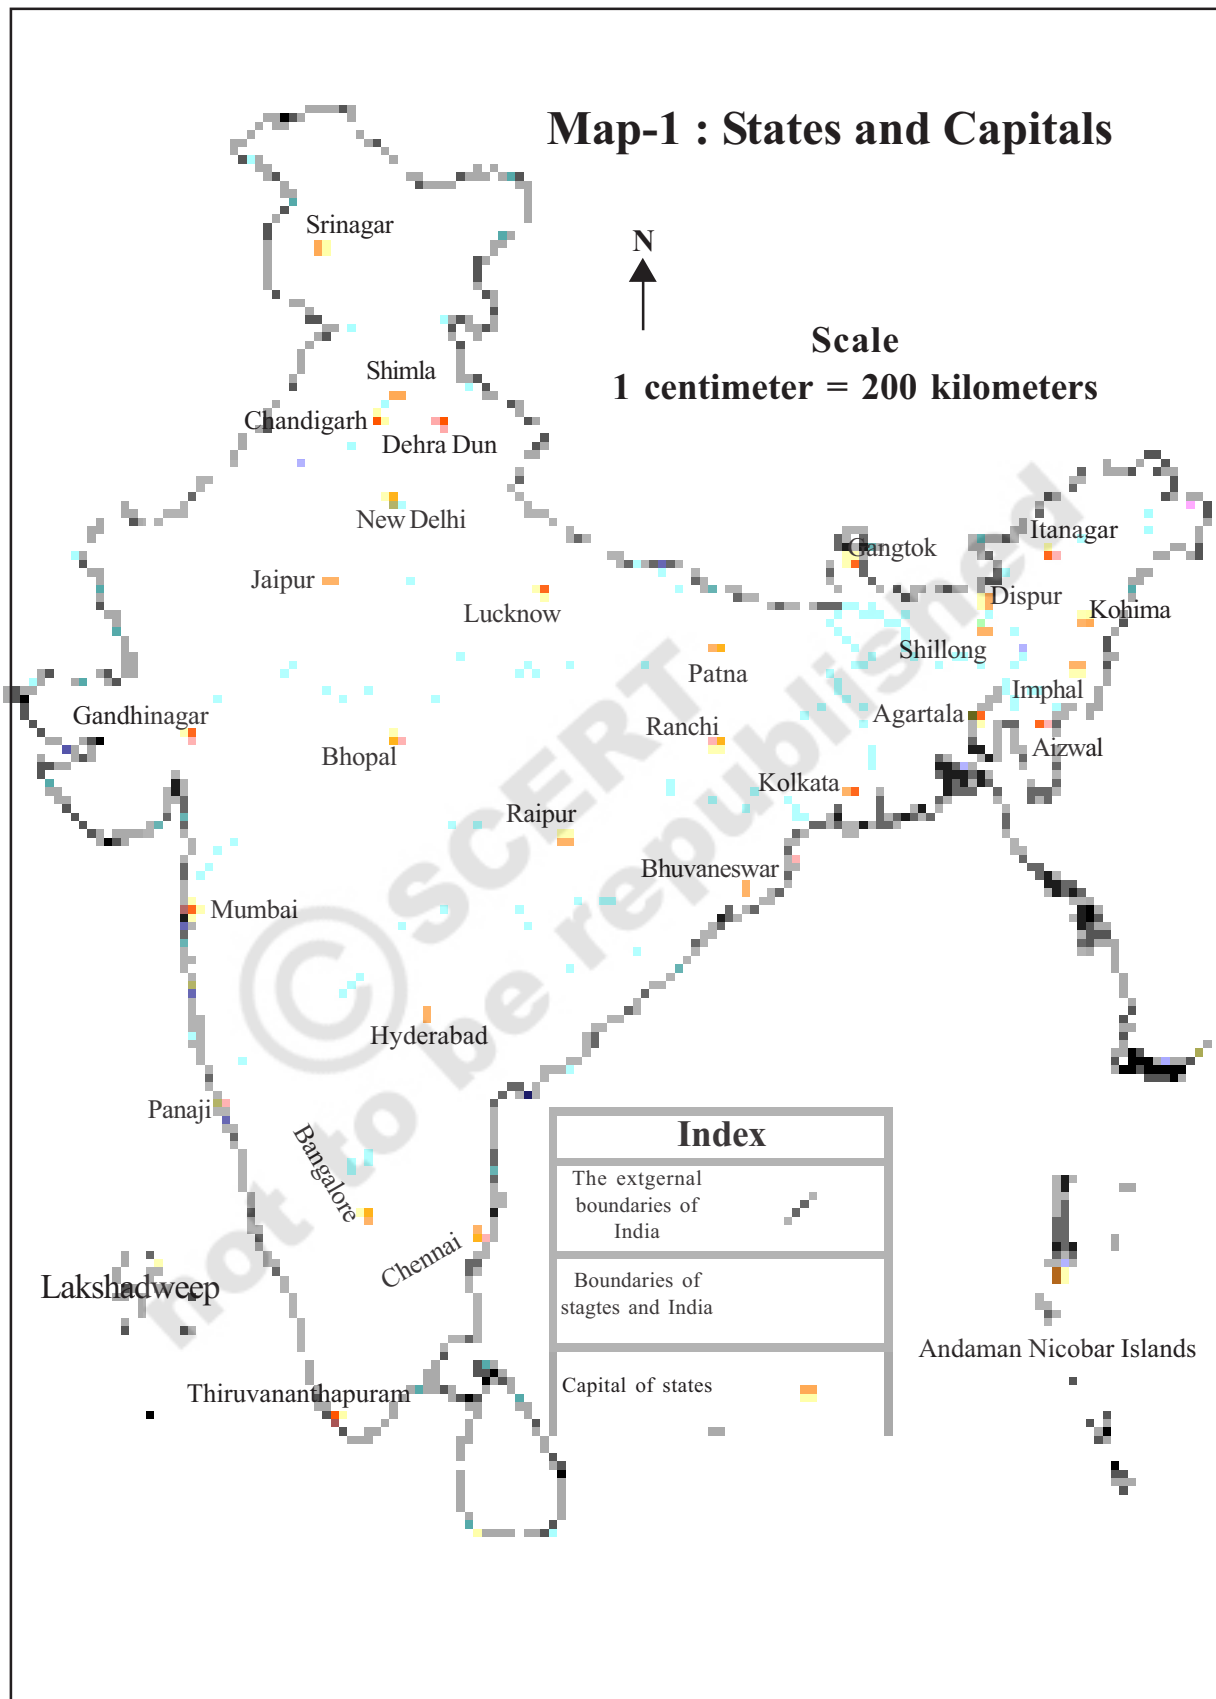 Map-1 : States and Capitals
Srinagar
N
Scale
1 centimeter = 200 kilometers
Shimla
Chandigarh
Dehra Dun
New Delhi
Itanagar
Gangtok
Jaipur
Lucknow
Dispur
Kohima
Shillong
Patna
Imphal
Gandhinagar
Agartala
Ranchi
Bhopal
Aizwal
Kolkata
Raipur
Bhuvaneswar
Mumbai
Hyderabad
Panaji
Bangalore
Chennai
Lakshadweep
Thiruvananthapuram
Index
The extgernal
boundaries of
India
Boundaries of
stagtes and India
Capital of states
Andaman Nicobar Islands
©SCERT
not to be republished